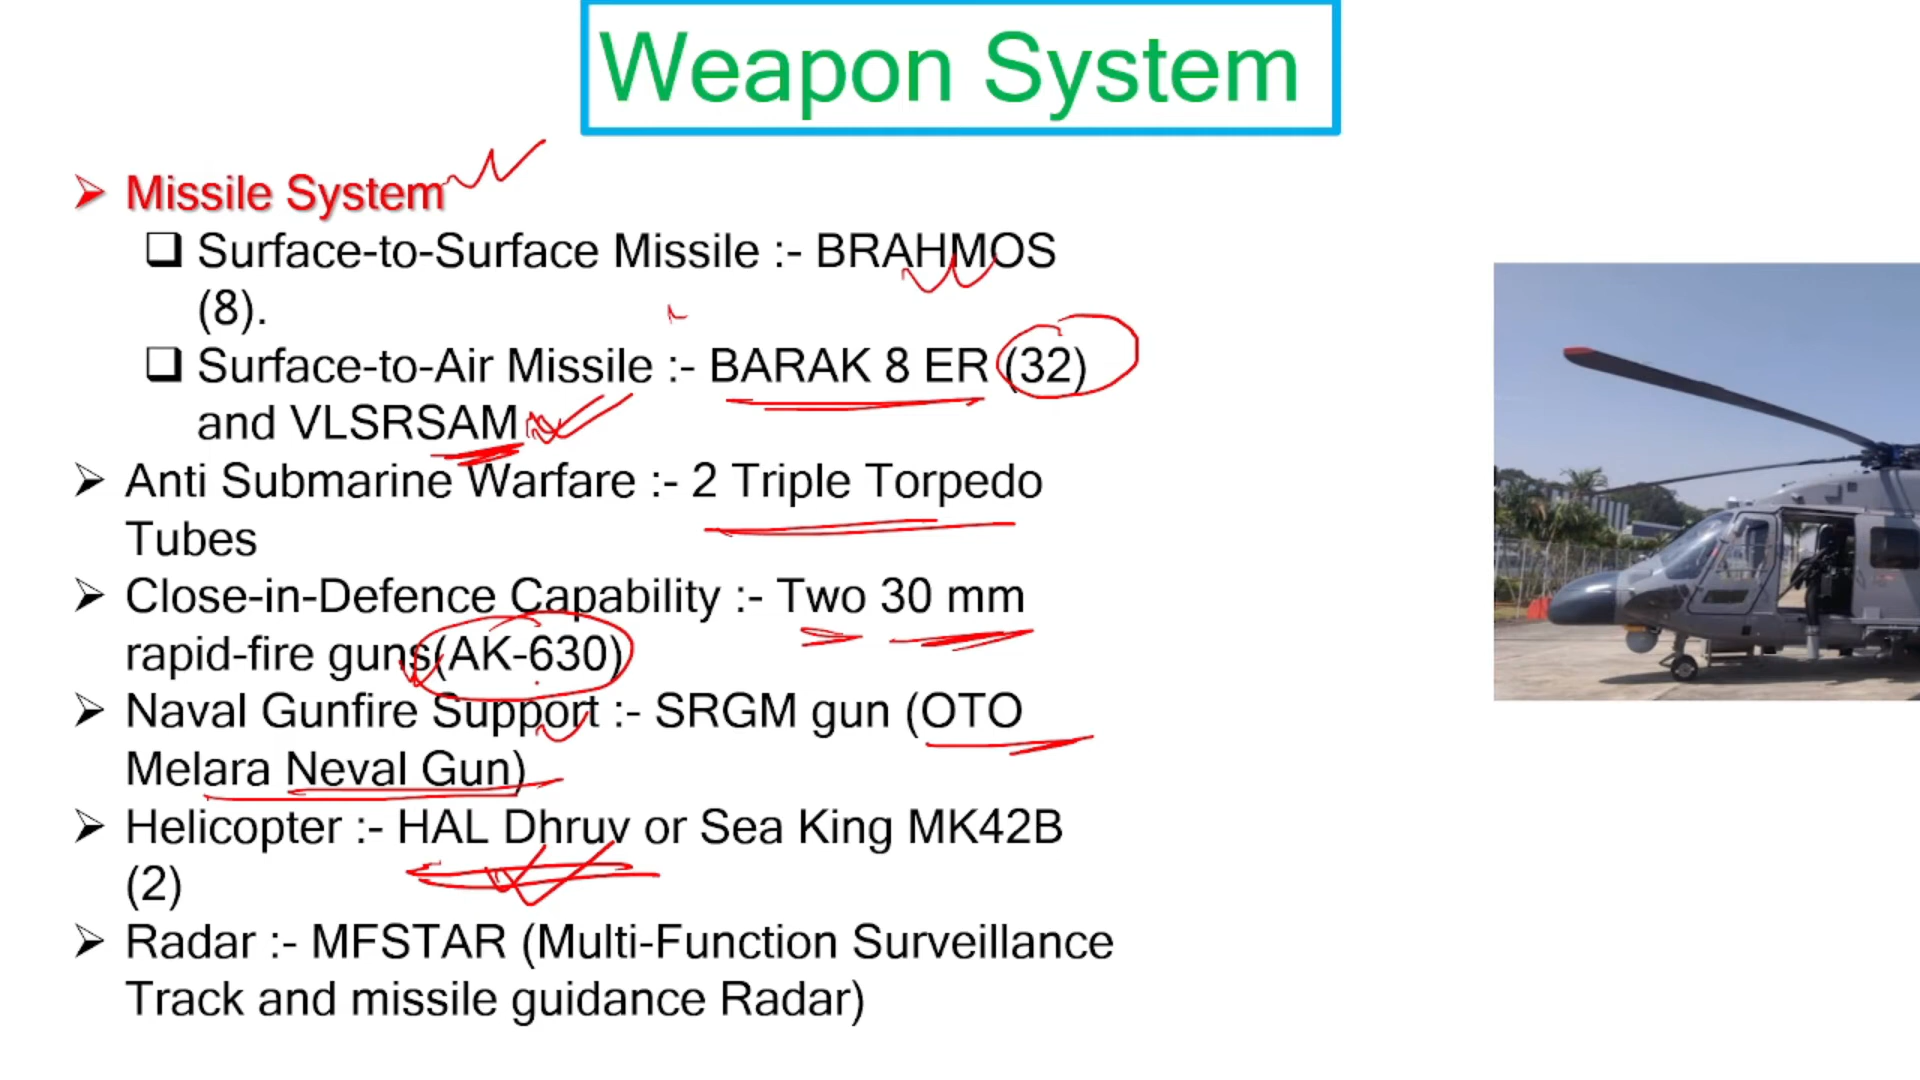 Weapon System
➢ Missile System
❑ Surface-to-Surface Missile :- BRAHMOS
(8).
❑ Surface-to-Air Missile :- BARAK 8 ER (32)
and VLSRSAM
➢ Anti Submarine Warfare :- 2 Triple Torpedo
Tubes
➢ Close-in-Defence Capability :- Two 30 mm
rapid-fire guns(AK-630)
➢ Naval Gunfire Support :- SRGM gun (OTO
Melara Neval Gun)
➢ Helicopter :- HAL Dhruv or Sea King MK42B
(2)
➢ Radar :- MFSTAR (Multi-Function Surveillance
Track and missile guidance Radar)